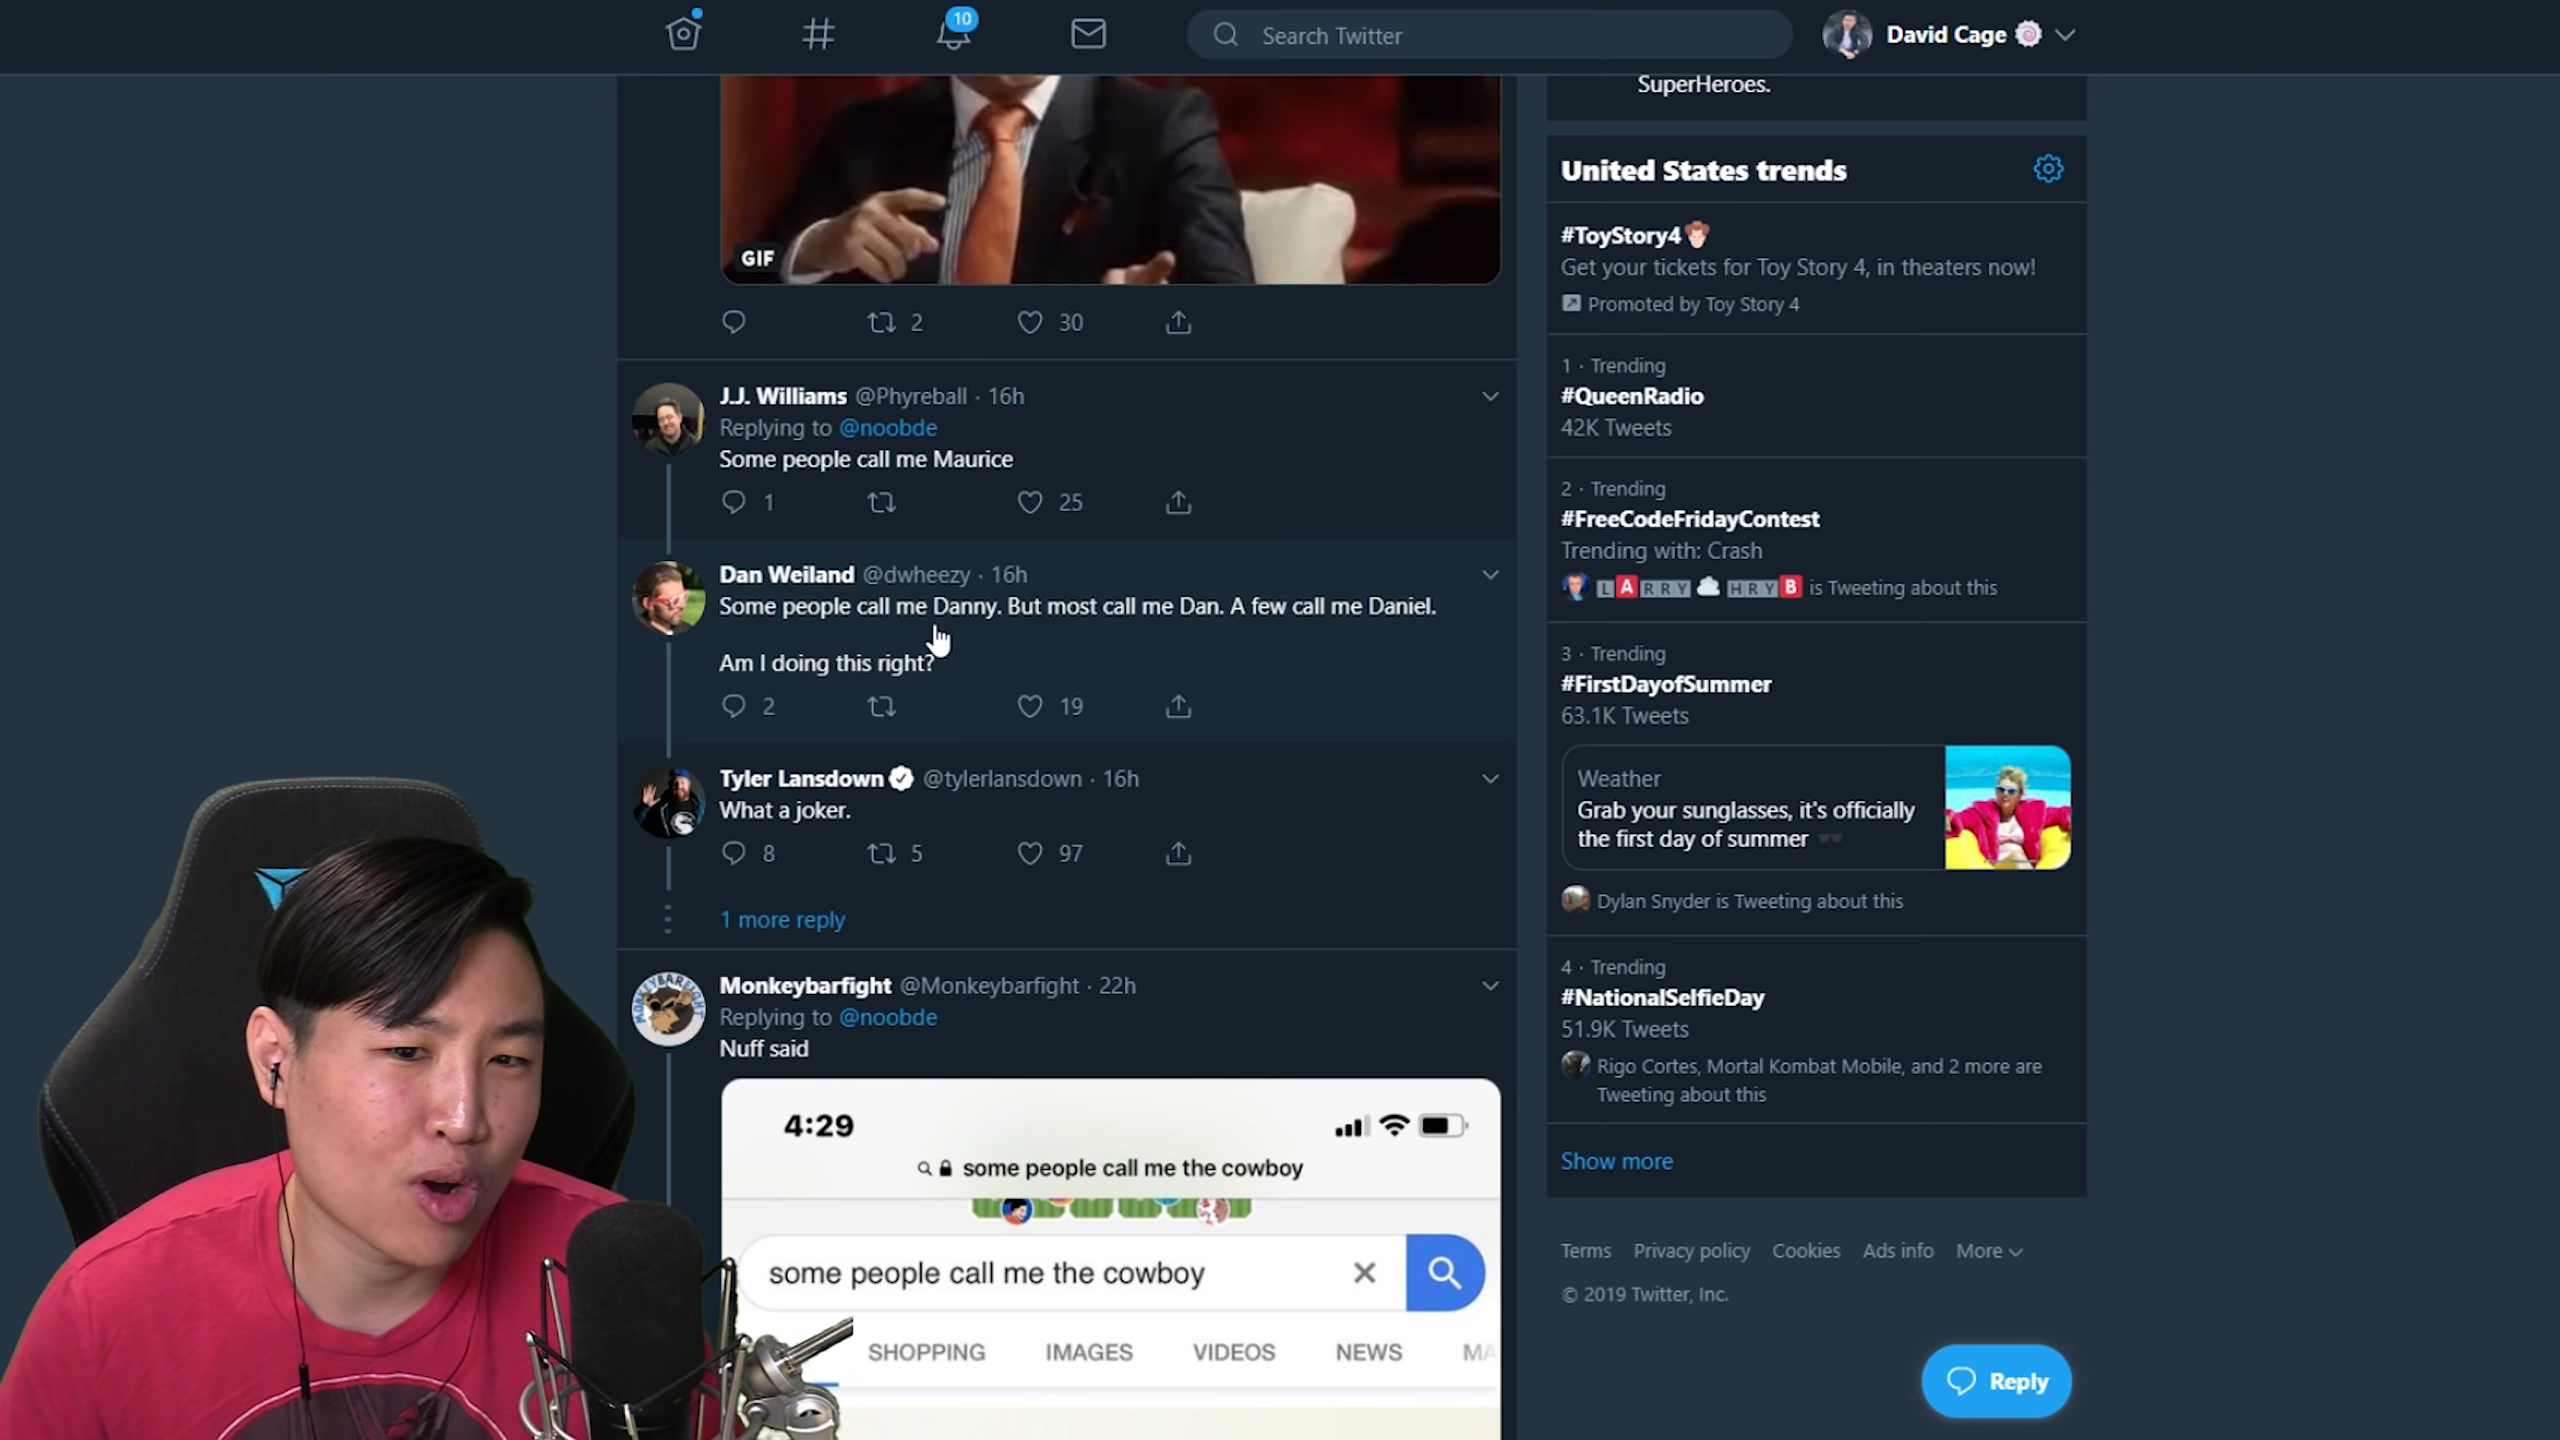 10
Search Twitter
David Cage
GIF
2
30
J.J. Williams @Phyreball · 16h
Replying to @noobde
Some people call me Maurice
1
25
Dan Weiland @dwheezy · 16h
Some people call me Danny. But most call me Dan. A few call me Daniel.
Am I doing this right?
2
19
Tyler Lansdown @tylerlansdown · 16h
What a joker.
8
5
97
1 more reply
MONKEYBARFIGHT
Monkeybarfight @Monkeybarfight · 22h
Replying to @noobde
Nuff said
4:29
some people call me the cowboy
some people call me the cowboy
SHOPPING
IMAGES
VIDEOS
NEWS
MA
SuperHeroes.
United States trends
#ToyStory4
Get your tickets for Toy Story 4, in theaters now!
Promoted by Toy Story 4
1 · Trending
#QueenRadio
42K Tweets
2 · Trending
#FreeCodeFridayContest
Trending with: Crash
LARRY HRYB is Tweeting about this
3 · Trending
#FirstDayofSummer
63.1K Tweets
Weather
Grab your sunglasses, it's officially
the first day of summer
Dylan Snyder is Tweeting about this
4 · Trending
#NationalSelfieDay
51.9K Tweets
Rigo Cortes, Mortal Kombat Mobile, and 2 more are
Tweeting about this
Show more
Terms
Privacy policy
Cookies
Ads info
More
© 2019 Twitter, Inc.
Reply